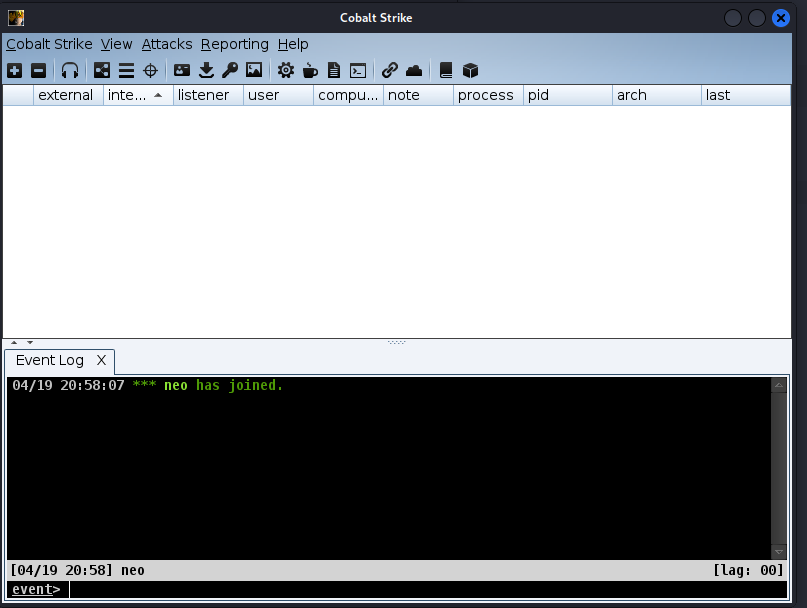 Cobalt Strike
Cobalt Strike View Attacks Reporting Help
external inte... listener user compu... note process pid arch last
Event Log X
04/19 20:58:07 *** neo has joined.
[04/19 20:58] neo [lag: 00]
event>